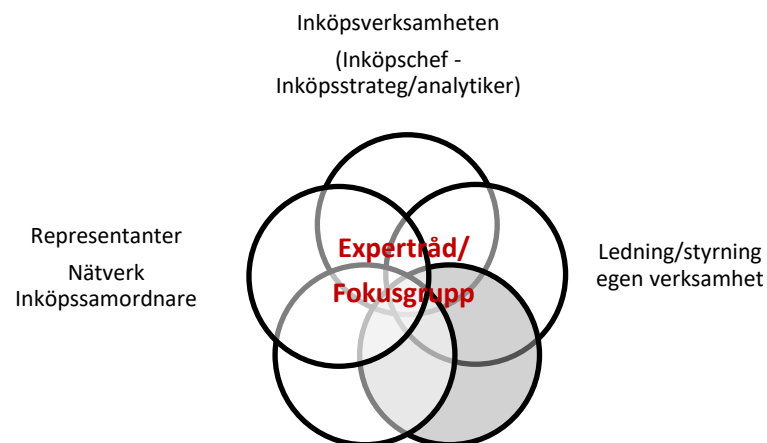 Inköpsverksamheten
(Inköpschef -
Inköpsstrateg/analytiker)
Representanter
Nätverk
Inköpssamordnare
Expertråd/
Fokusgrupp
Ledning/styrning
egen verksamhet